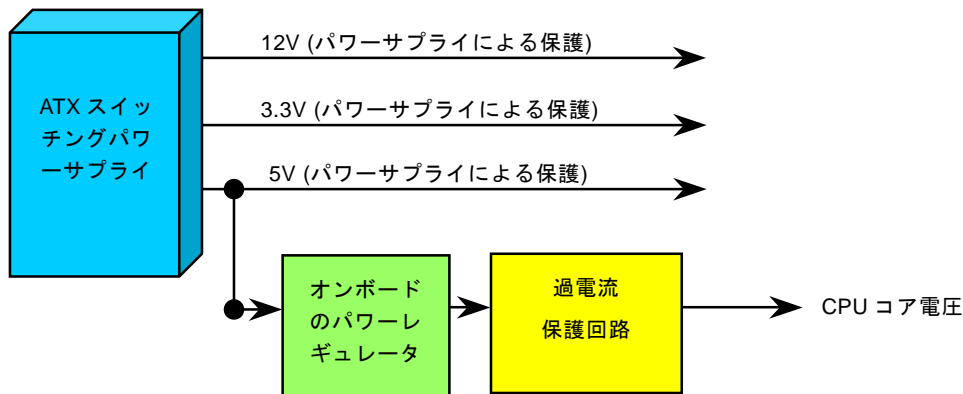 12V (パワーサプライによる保護)
ATX スイッ
チングパワ
ーサプライ
3.3V (パワーサプライによる保護)
5V (パワーサプライによる保護)
オンボード
のパワーレ
ギュレータ
過電流
保護回路
CPU コア電圧